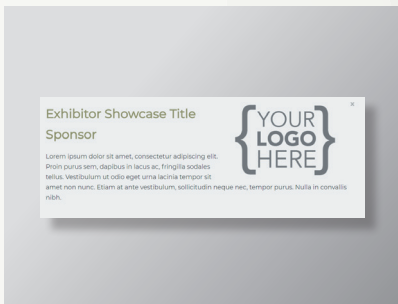 Exhibitor Showcase Title
Sponsor
Lorem ipsum dolor sit amet, consectetur adipiscing elit.
Proin purus sem, dapibus in lacus ac, fringilla sodales
tellus. Vestibulum ut odio eget urna lacinia tempor sit
amet non nunc. Etiam at ante vestibulum, sollicitudin neque nec, tempor purus. Nulla in convallis
nibh.
x
{YOUR
LOGO
HERE}